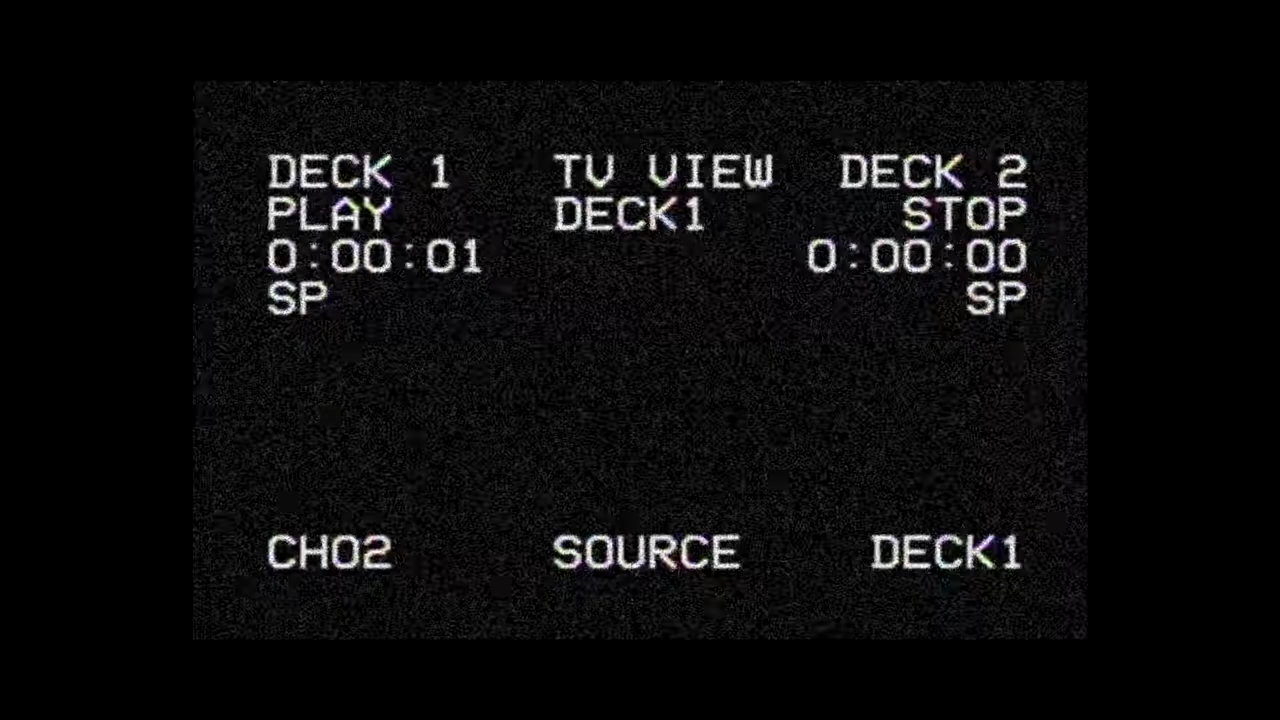 DECK 1 TV VIEW DECK 2
PLAY DECK1 STOP
0:00:01 0:00:00
SP SP
CH02 SOURCE DECK1